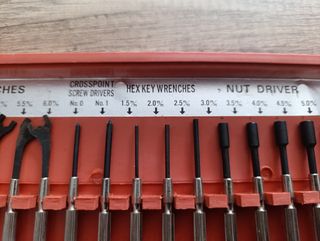 CHES
CROSSPOINT
SCREW DRIVERS
HEX KEY WRENCHES
NUT DRIVER
5.5% 6.0% No. 0 No. 1 1.5% 2.0% 2.5% 3.0% 3.5% 4.0% 4.5% 5.0%